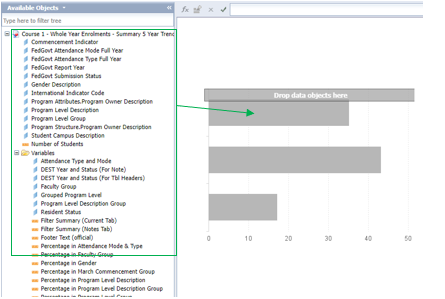 Available Objects
Type here to filter tree
Course 1 - Whole Year Enrolments - Summary 5 Year Trend
Commencement Indicator
FedGovt Attendance Mode Full Year
FedGovt Attendance Type Full Year
FedGovt Report Year
FedGovt Submission Status
Gender Description
International Indicator Code
Program Attributes.Program Owner Description
Program Level Description
Program Level Group
Program Structure.Program Owner Description
Student Campus Description
Number of Students
Variables
Attendance Type and Mode
DEST Year and Status (For Note)
DEST Year and Status (For Tbl Headers)
Faculty Group
Grouped Program Level
Program Level Description Group
Resident Status
Filter Summary (Current Tab)
Filter Summary (Notes Tab)
Footer Text (official)
Percentage in Attendance Mode & Type
Percentage in Faculty Group
Percentage in Gender
Percentage in March Commencement Group
Percentage in Program Level Description
Percentage in Program Level Description Group
Percentage in Program Level Group
Drop data objects here
0 10 20 30 40 50